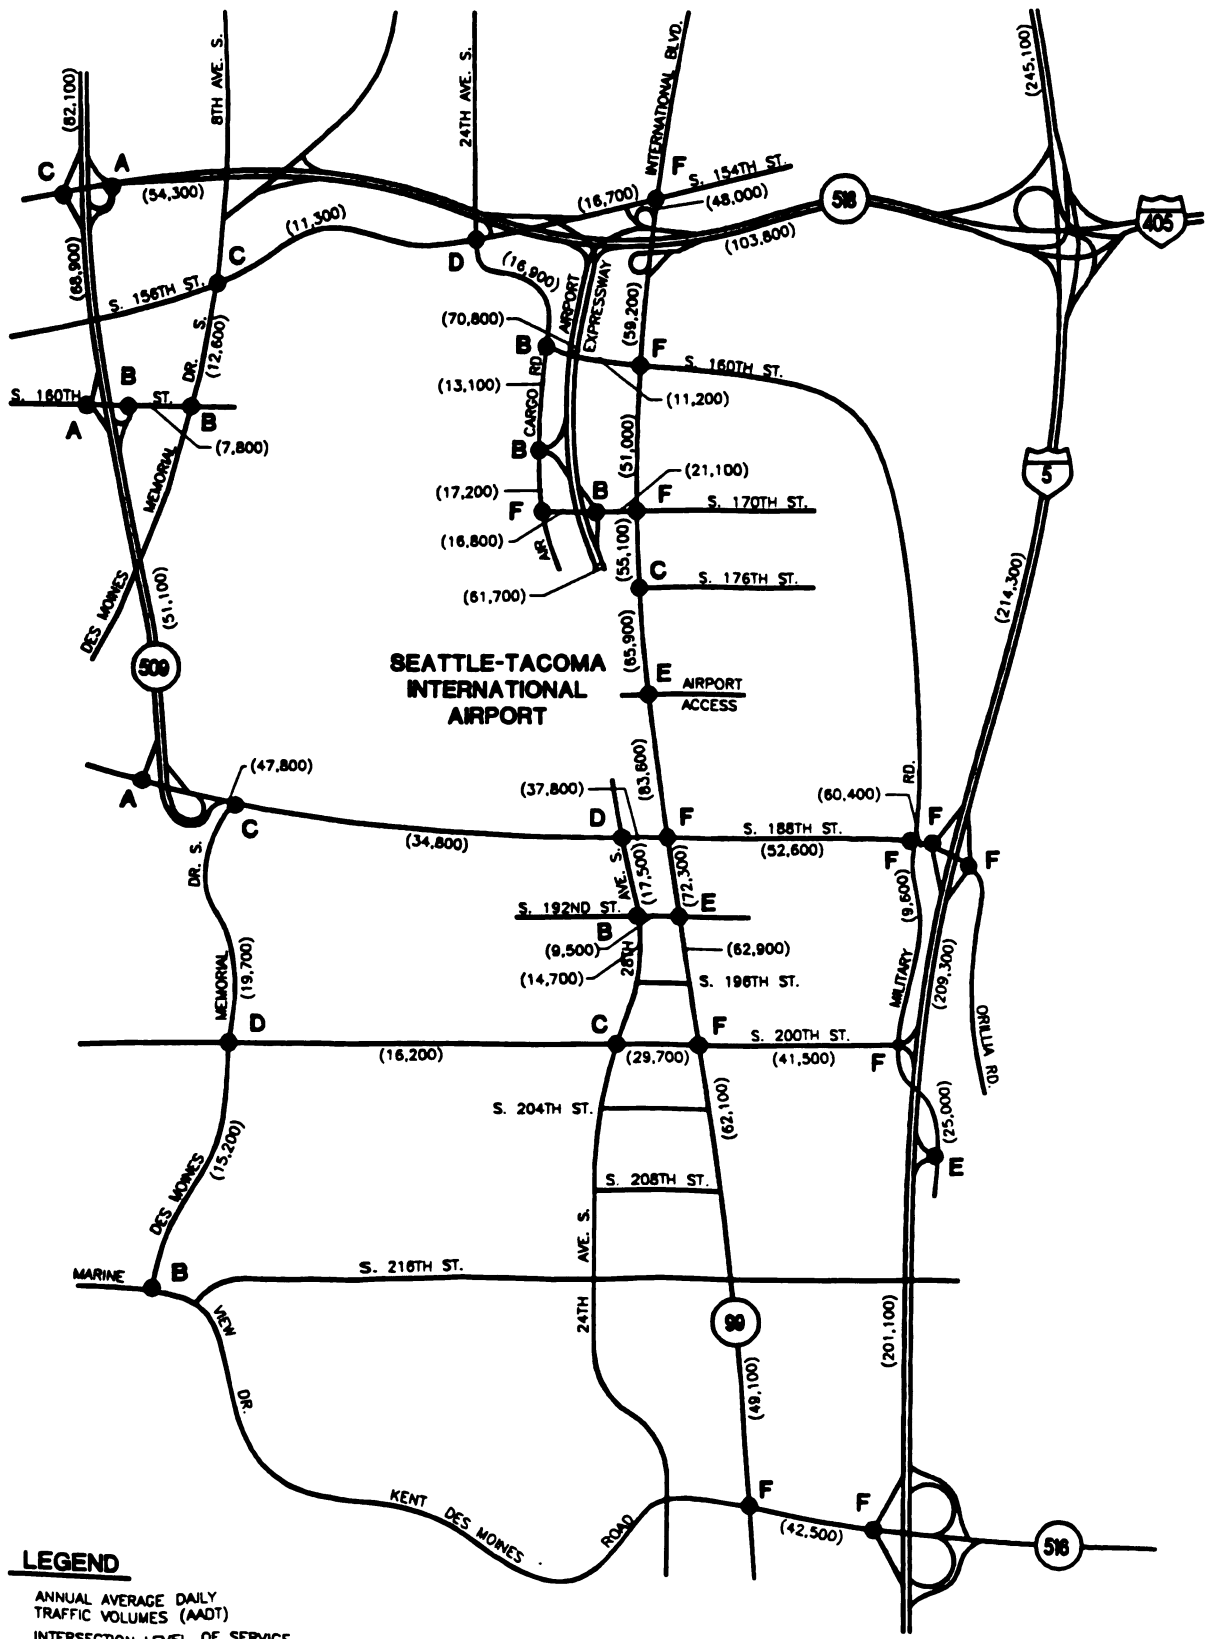 (82,100)
8TH AVE. S.
24TH AVE. S.
INTERNATIONAL BLVD.
(245,100)
C
A
(54,300)
F
S. 154TH ST.
(16,700)
(48,000)
518
405
(103,800)
(11,300)
(68,900)
C
D
(16,900)
S. 156TH ST.
AIRPORT
EXPRESSWAY
(59,200)
(70,800)
B
F
S. 160TH ST.
DR. S.
(12,600)
(13,100)
(11,200)
S. 160TH
B
ST.
A
B
(7,800)
CARGO RD
B
(51,000)
(21,100)
5
MEMORIAL
(17,200)
B
F
F
S. 170TH ST.
(16,800)
AIR
(55,100)
C
S. 176TH ST.
(61,700)
(214,300)
DES MOINES
(51,100)
509
SEATTLE-TACOMA
INTERNATIONAL
AIRPORT
(65,900)
E
AIRPORT
ACCESS
(47,800)
A
C
(37,800)
(83,600)
(60,400)
RD.
D
F
S. 188TH ST.
F
(34,800)
(52,600)
F
F
DR. S.
AVE. S.
(17,500)
(72,300)
(9,600)
S. 192ND ST.
B
E
(9,500)
(62,900)
28TH
(14,700)
S. 196TH ST.
MEMORIAL
(19,700)
MILITARY
(209,300)
ORILLIA RD.
D
C
F
S. 200TH ST.
(16,200)
(29,700)
(41,500)
F
S. 204TH ST.
(62,100)
(25,000)
E
(15,200)
DES MOINES
S. 208TH ST.
24TH AVE. S.
MARINE
B
S. 216TH ST.
VIEW
99
(201,100)
DR.
(49,100)
KENT DES MOINES ROAD
F
F
(42,500)
516
LEGEND
ANNUAL AVERAGE DAILY
TRAFFIC VOLUMES (AADT)
INTERSECTION LEVEL OF SERVICE